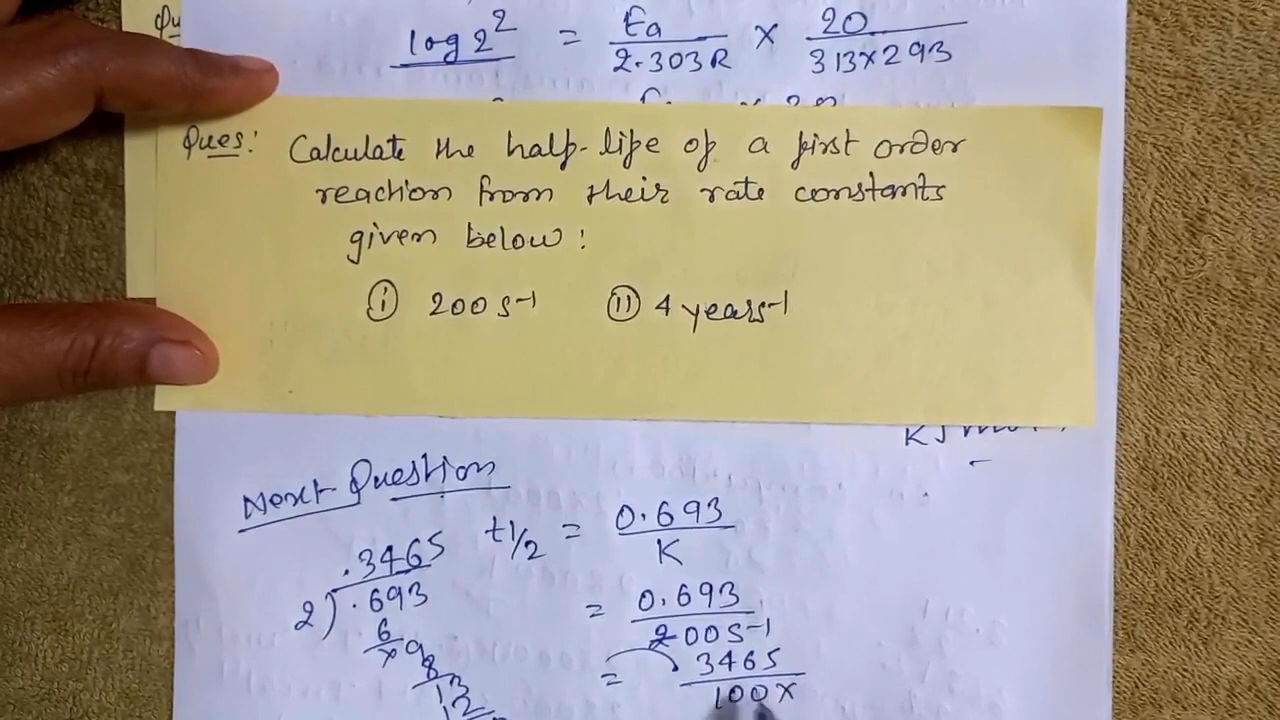 Qu
log 2² = Ea/2.303R × 20/313×293
Ques: Calculate the half-life of a first order
reaction from their rate constants
given below:
(i) 200 s⁻¹ (ii) 4 years⁻¹
KJ
Next Question
t1/2 = 0.693/K
.3465
2).693
= 0.693/200 s⁻¹
6
= .3465/100×